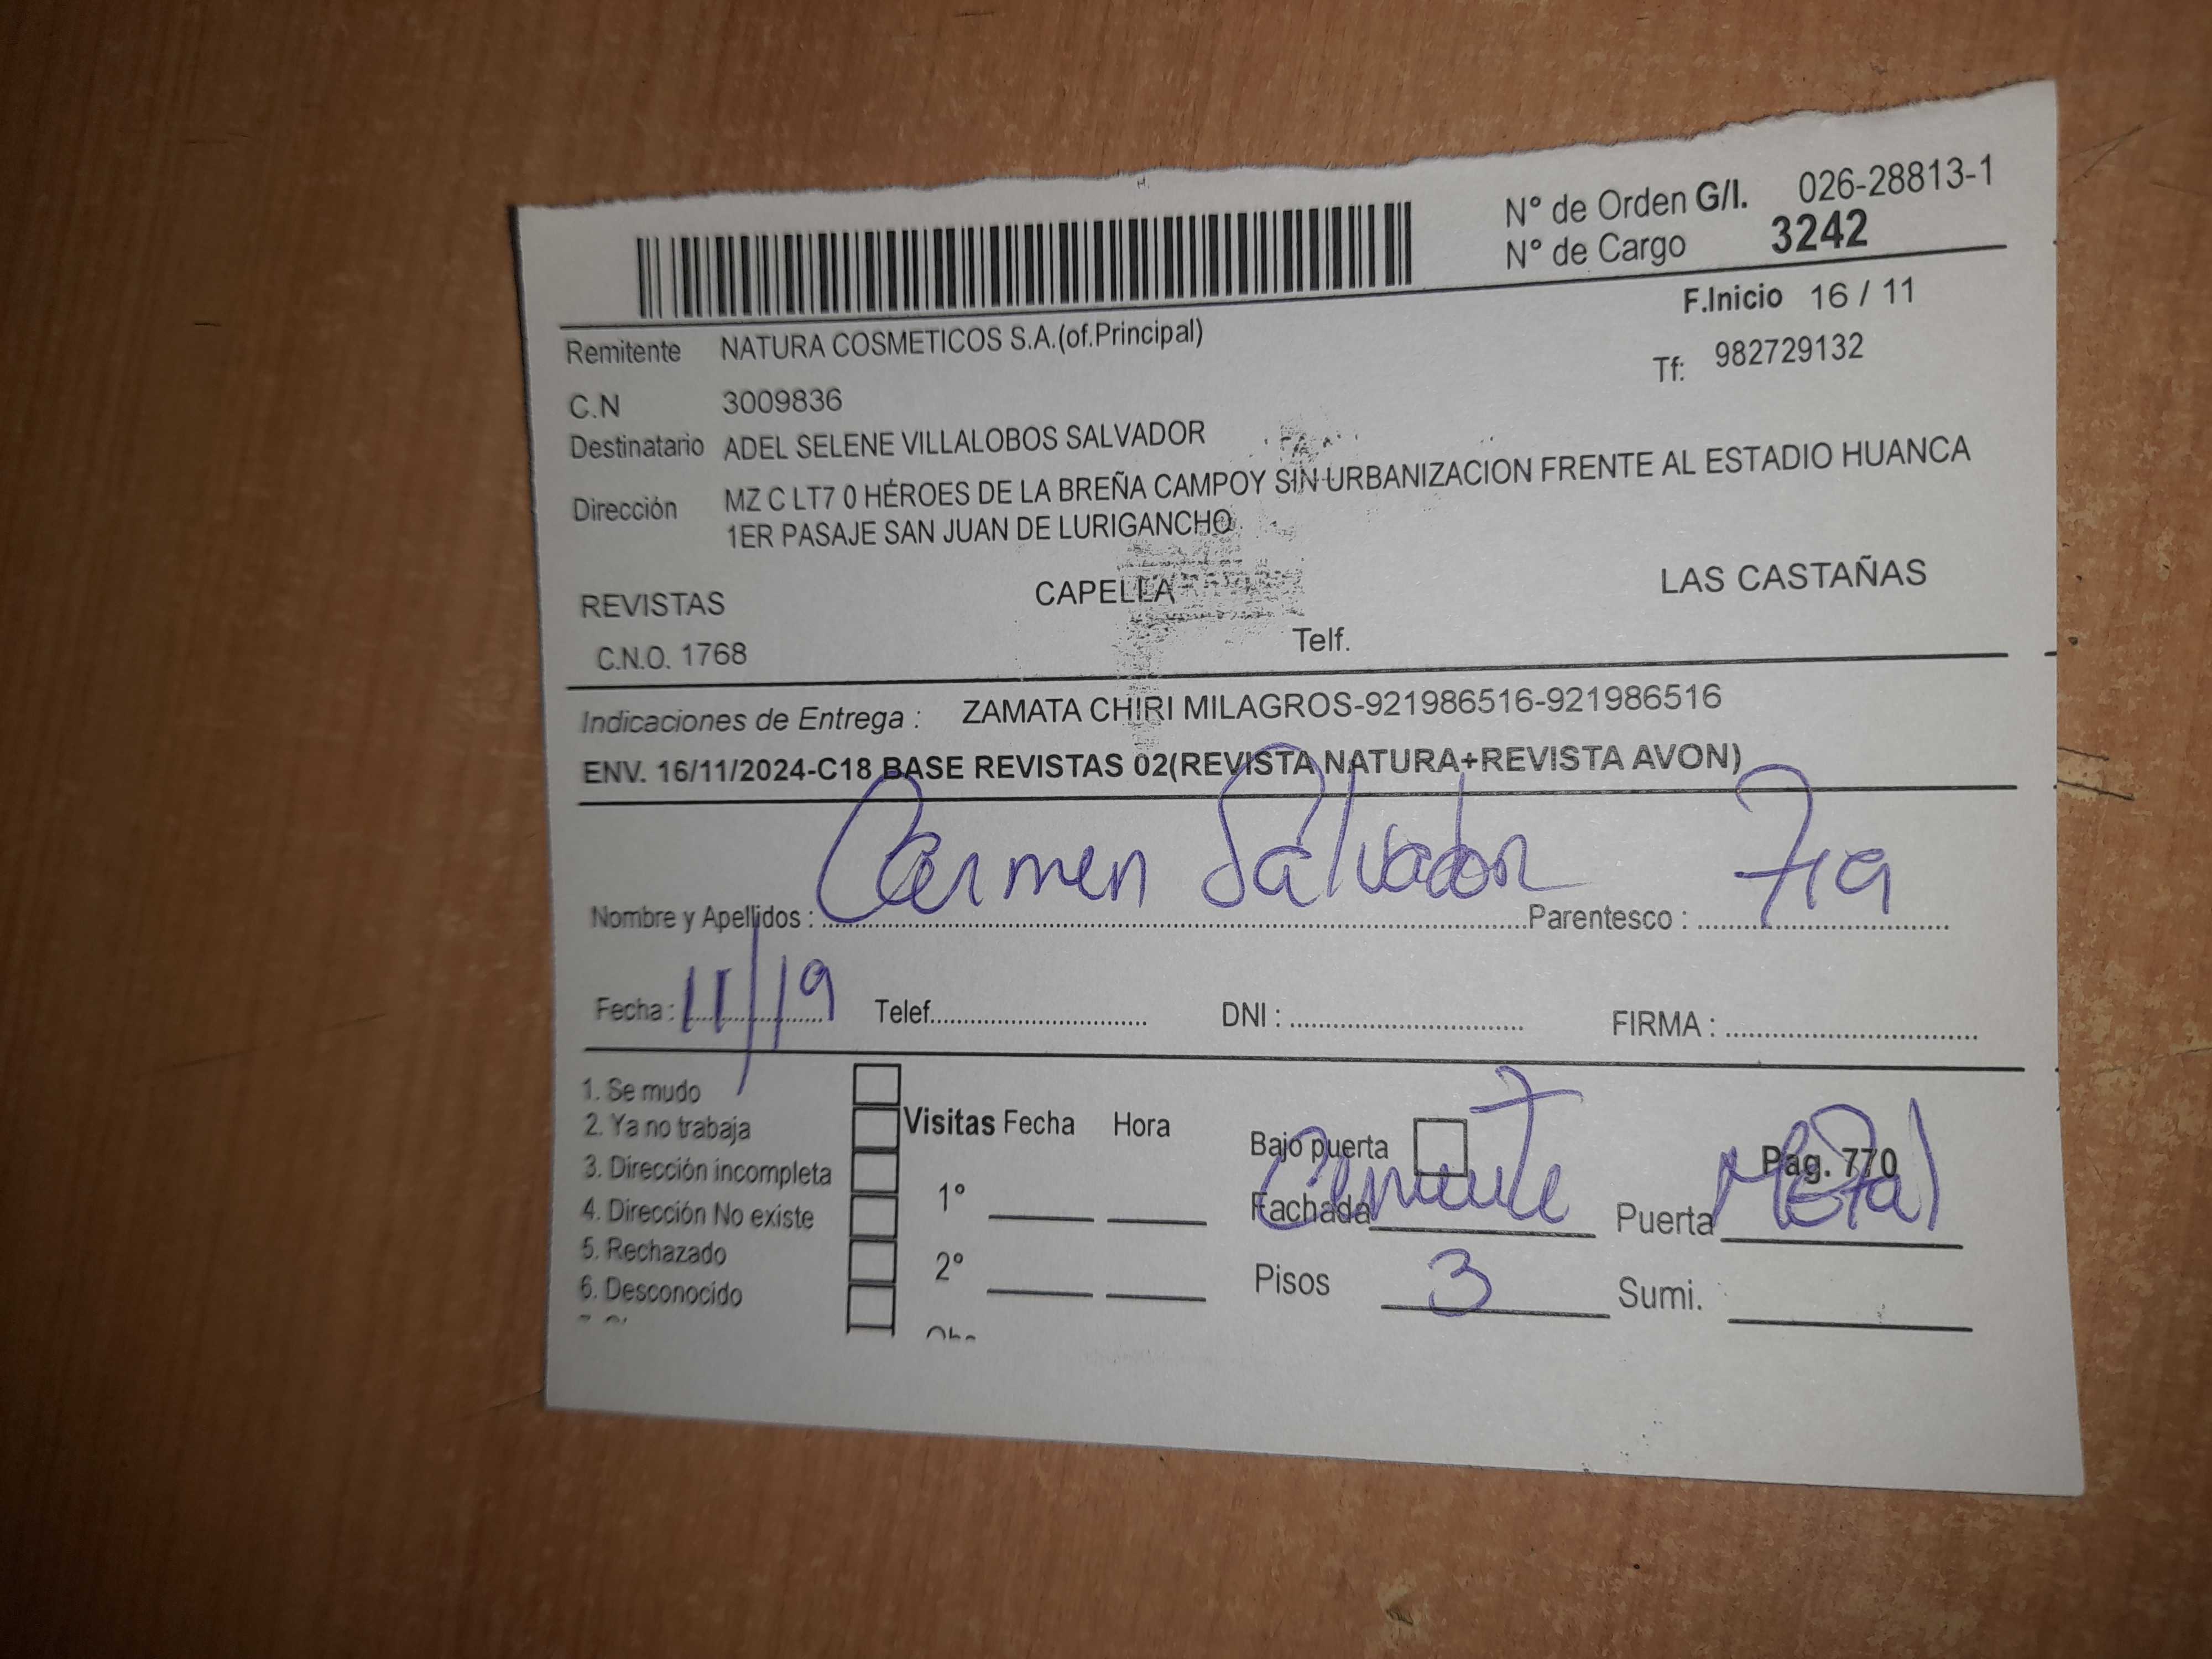 N° de Orden G/I. 026-28813-1
N° de Cargo 3242
F.Inicio 16 / 11
Remitente NATURA COSMETICOS S.A.(of.Principal)
Tf: 982729132
C.N 3009836
Destinatario ADEL SELENE VILLALOBOS SALVADOR
Dirección MZ C LT7 0 HÉROES DE LA BREÑA CAMPOY SIN URBANIZACION FRENTE AL ESTADIO HUANCA
1ER PASAJE SAN JUAN DE LURIGANCHO
REVISTAS CAPELLA LAS CASTAÑAS
C.N.O. 1768 Telf.
Indicaciones de Entrega : ZAMATA CHIRI MILAGROS-921986516-921986516
ENV. 16/11/2024-C18 BASE REVISTAS 02(REVISTA NATURA+REVISTA AVON)
Nombre y Apellidos : Carmen Salvador Parentesco : Tia
Fecha : 11/19 Telef. DNI : FIRMA :
1. Se mudo
2. Ya no trabaja
3. Dirección incompleta
4. Dirección No existe
5. Rechazado
6. Desconocido
Visitas Fecha Hora
1°
2°
Bajo puerta Pag. 770
Fachada Puerta Metal
Pisos 3 Sumi.